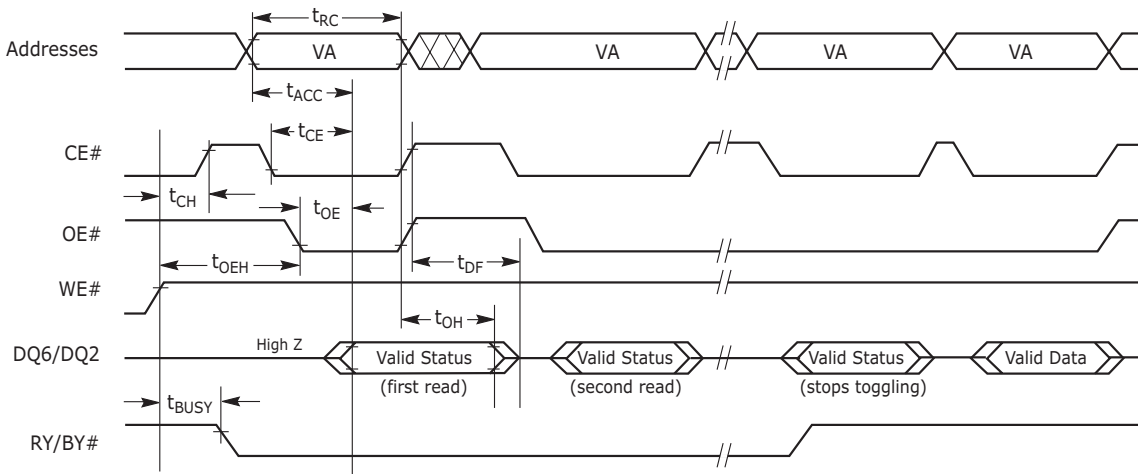 tRC
Addresses VA VA VA VA
tACC
tCE
CE#
tCH
tOE
OE#
tOEH tDF
WE#
tOH
DQ6/DQ2 High Z Valid Status Valid Status Valid Status Valid Data
(first read) (second read) (stops toggling)
tBUSY
RY/BY#